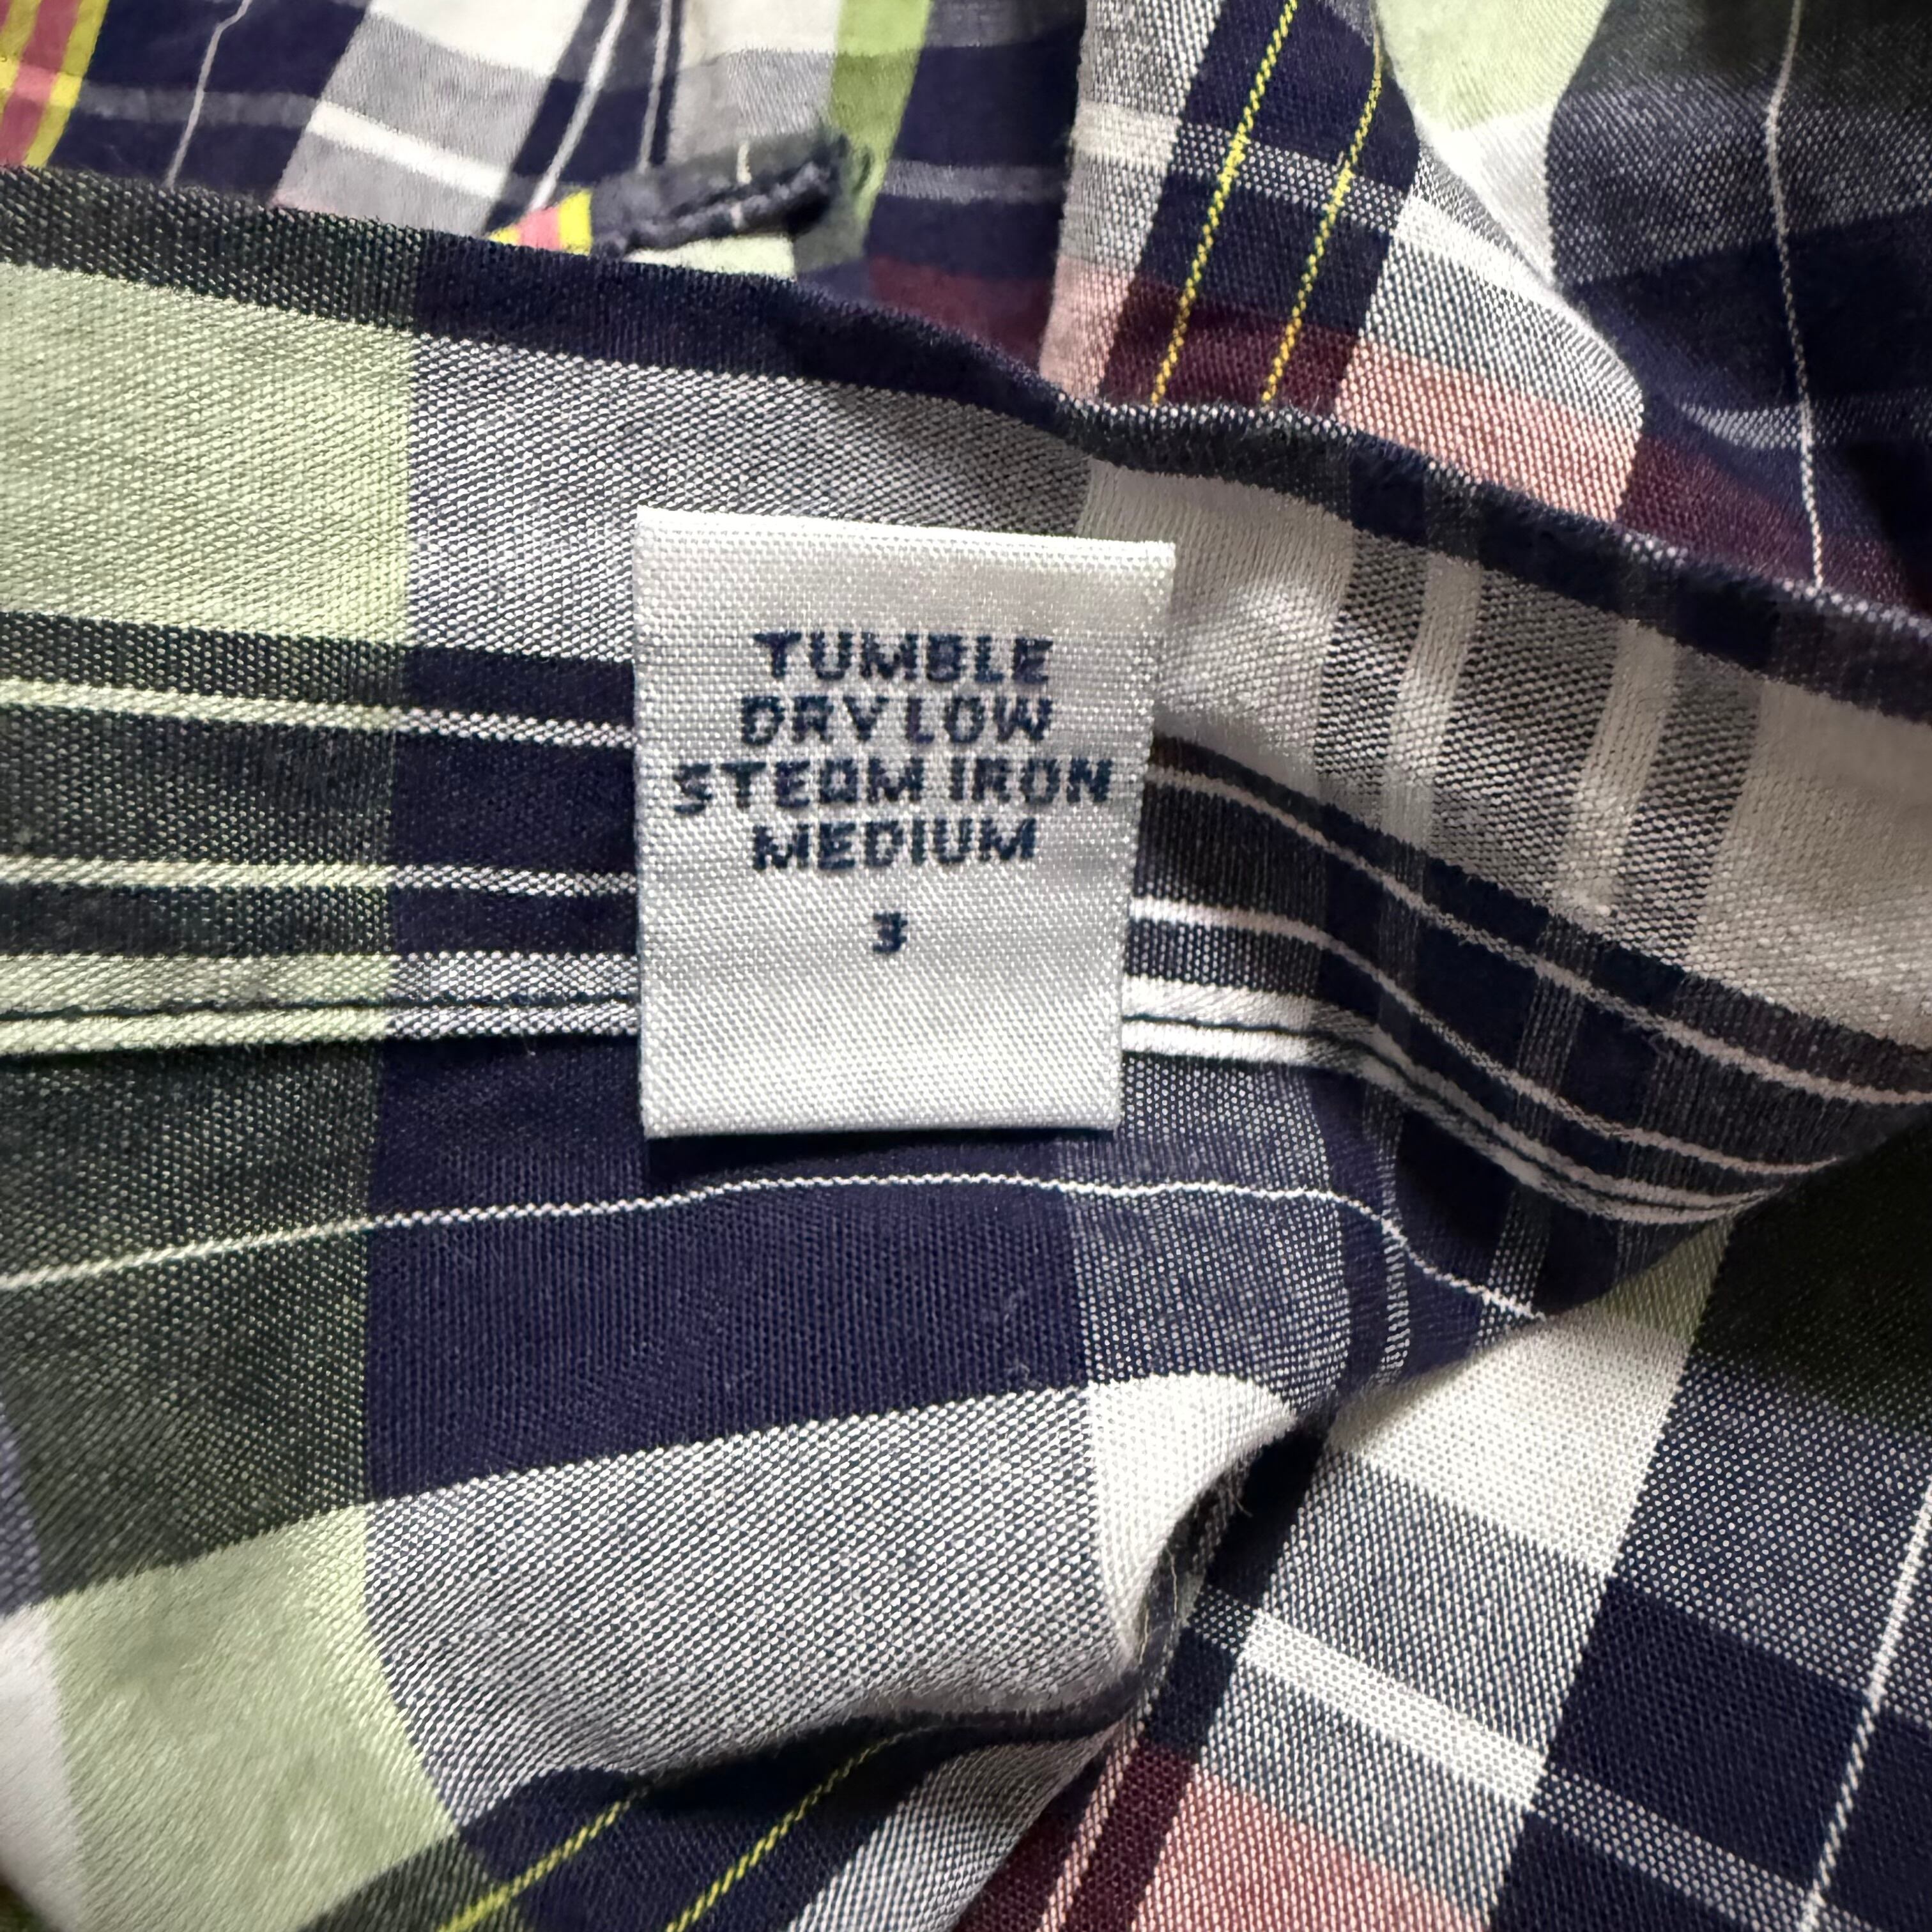 TUMBLE
DRY LOW
STEAM IRON
MEDIUM
3